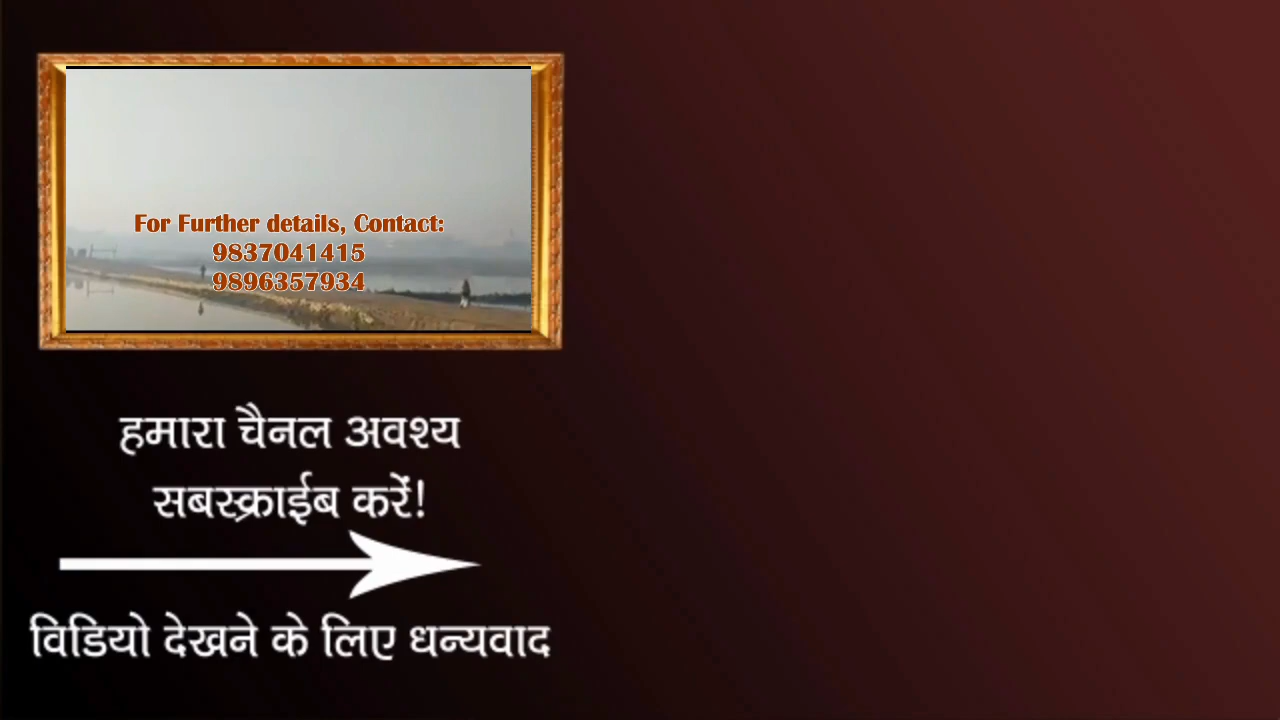 For Further details, Contact:
9837041415
9896357934
हमारा चैनल अवश्य
सबस्क्राईब करें!
विडियो देखने के लिए धन्यवाद